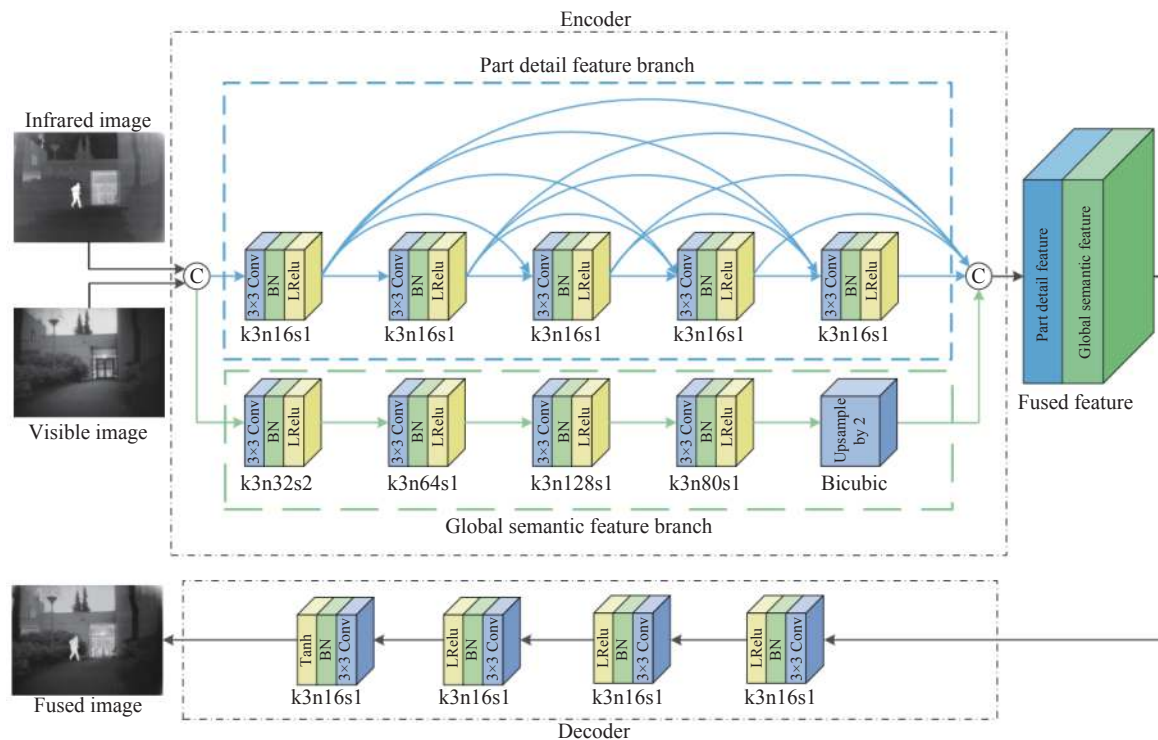 Encoder
Part detail feature branch
Infrared image
C
3×3 Conv
BN
LRelu
3×3 Conv
BN
LRelu
3×3 Conv
BN
LRelu
3×3 Conv
BN
LRelu
3×3 Conv
BN
LRelu
C
k3n16s1
k3n16s1
k3n16s1
k3n16s1
k3n16s1
Part detail feature
Global semantic feature
Fused feature
Visible image
3×3 Conv
BN
LRelu
3×3 Conv
BN
LRelu
3×3 Conv
BN
LRelu
3×3 Conv
BN
LRelu
Upsample
by 2
k3n32s2
k3n64s1
k3n128s1
k3n80s1
Bicubic
Global semantic feature branch
Tanh
BN
3×3 Conv
LRelu
BN
3×3 Conv
LRelu
BN
3×3 Conv
LRelu
BN
3×3 Conv
k3n16s1
k3n16s1
k3n16s1
k3n16s1
Fused image
Decoder